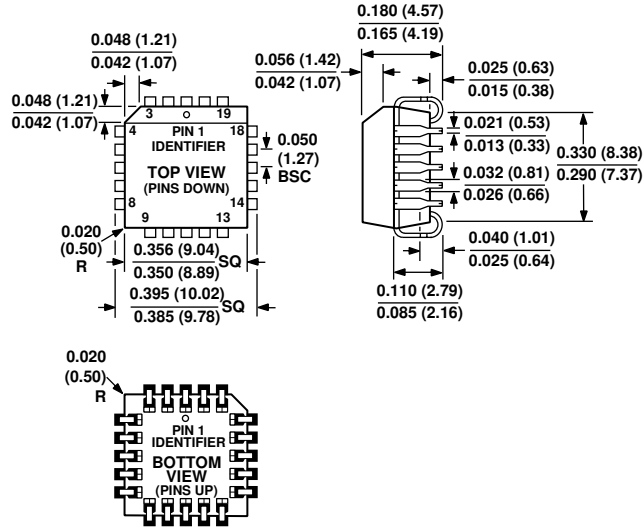 0.180 (4.57)
0.165 (4.19)
0.048 (1.21)
0.042 (1.07)
0.056 (1.42)
0.042 (1.07)
0.025 (0.63)
0.015 (0.38)
0.048 (1.21)
0.042 (1.07)
3
19
4
PIN 1
IDENTIFIER
18
TOP VIEW
(PINS DOWN)
0.050
(1.27)
BSC
0.021 (0.53)
0.013 (0.33)
0.330 (8.38)
0.290 (7.37)
0.032 (0.81)
0.026 (0.66)
8
14
9
13
0.020
(0.50)
R
0.356 (9.04)
0.350 (8.89)
SQ
0.040 (1.01)
0.025 (0.64)
0.395 (10.02)
0.385 (9.78)
SQ
0.110 (2.79)
0.085 (2.16)
0.020
(0.50)
R
PIN 1
IDENTIFIER
BOTTOM
VIEW
(PINS UP)